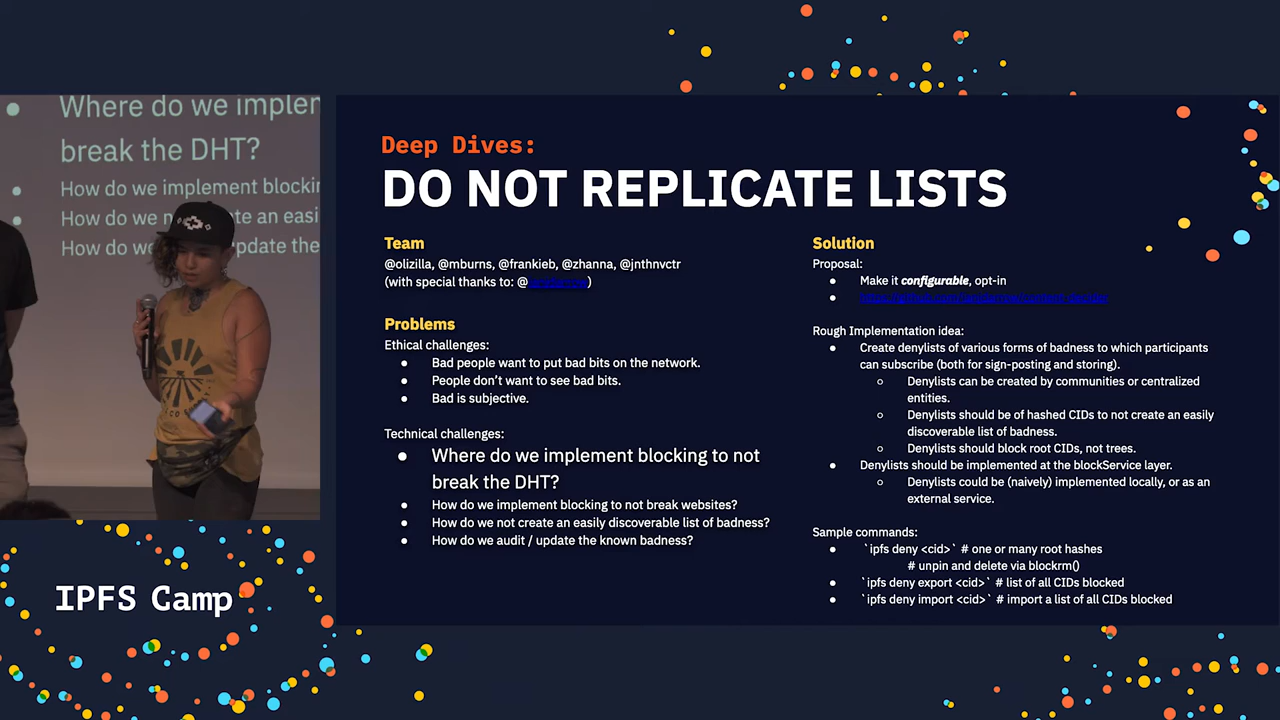 Where do we implem
break the DHT?
How do we implement blockin
How do we
te an easi
How do we
update the
IPFS Camp
Deep Dives:
DO NOT REPLICATE LISTS
Team
@olizilla, @mburns, @frankieb, @zhanna, @jnthnvctr
(with special thanks to: @
)
Problems
Ethical challenges:
Bad people want to put bad bits on the network.
People don't want to see bad bits.
Bad is subjective.
Technical challenges:
Where do we implement blocking to not
break the DHT?
How do we implement blocking to not break websites?
How do we not create an easily discoverable list of badness?
How do we audit / update the known badness?
Solution
Proposal:
Make it configurable, opt-in
Rough Implementation idea:
Create denylists of various forms of badness to which participants
can subscribe (both for sign-posting and storing).
Denylists can be created by communities or centralized
entities.
Denylists should be of hashed CIDs to not create an easily
discoverable list of badness.
Denylists should block root CIDs, not trees.
Denylists should be implemented at the blockService layer.
Denylists could be (naively) implemented locally, or as an
external service.
Sample commands:
`ipfs deny <cid>` # one or many root hashes
# unpin and delete via blockrm()
`ipfs deny export <cid>` # list of all CIDs blocked
`ipfs deny import <cid>` # import a list of all CIDs blocked